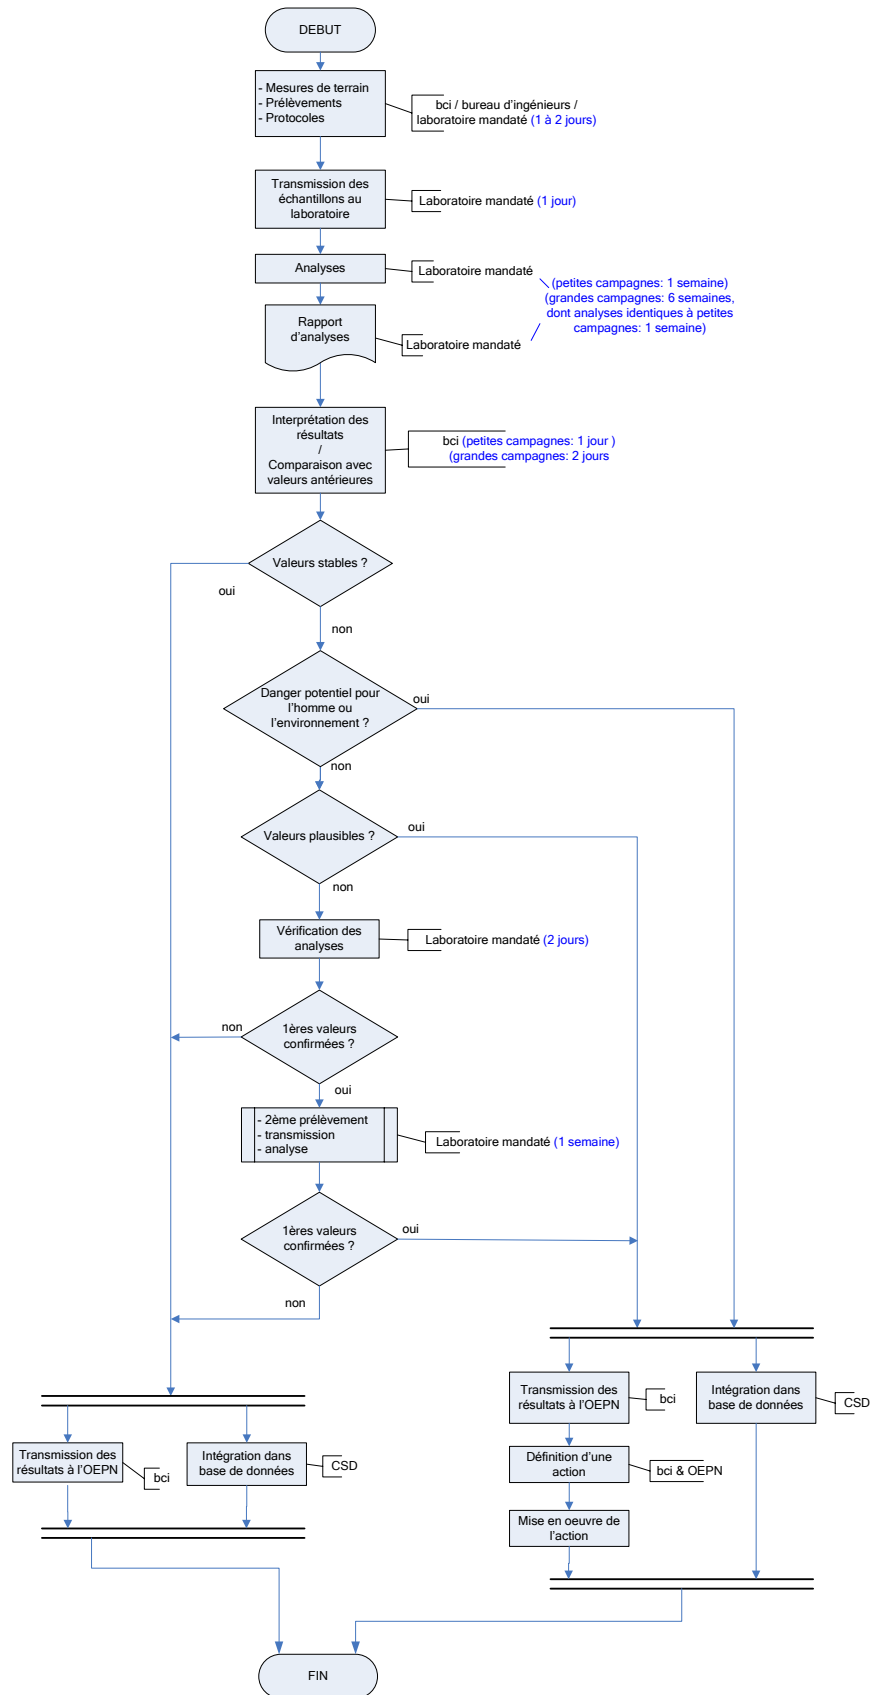 DEBUT
- Mesures de terrain
- Prélèvements
- Protocoles
bci / bureau d'ingénieurs /
laboratoire mandaté (1 à 2 jours)
Transmission des
échantillons au
laboratoire
Laboratoire mandaté (1 jour)
Analyses
Laboratoire mandaté
(petites campagnes: 1 semaine)
(grandes campagnes: 6 semaines,
dont analyses identiques à petites
campagnes: 1 semaine)
Rapport
d'analyses
Laboratoire mandaté
Interprétation des
résultats
/
Comparaison avec
valeurs antérieures
bci (petites campagnes: 1 jour )
(grandes campagnes: 2 jours
Valeurs stables ?
oui
non
Danger potentiel pour
l'homme ou
l'environnement ?
oui
non
Valeurs plausibles ?
oui
non
Vérification des
analyses
Laboratoire mandaté (2 jours)
1ères valeurs
confirmées ?
non
oui
- 2ème prélèvement
- transmission
- analyse
Laboratoire mandaté (1 semaine)
1ères valeurs
confirmées ?
oui
non
Transmission des
résultats à l'OEPN
bci
Intégration dans
base de données
CSD
Définition d'une
action
bci & OEPN
Mise en oeuvre de
l'action
Transmission des
résultats à l'OEPN
bci
Intégration dans
base de données
CSD
FIN